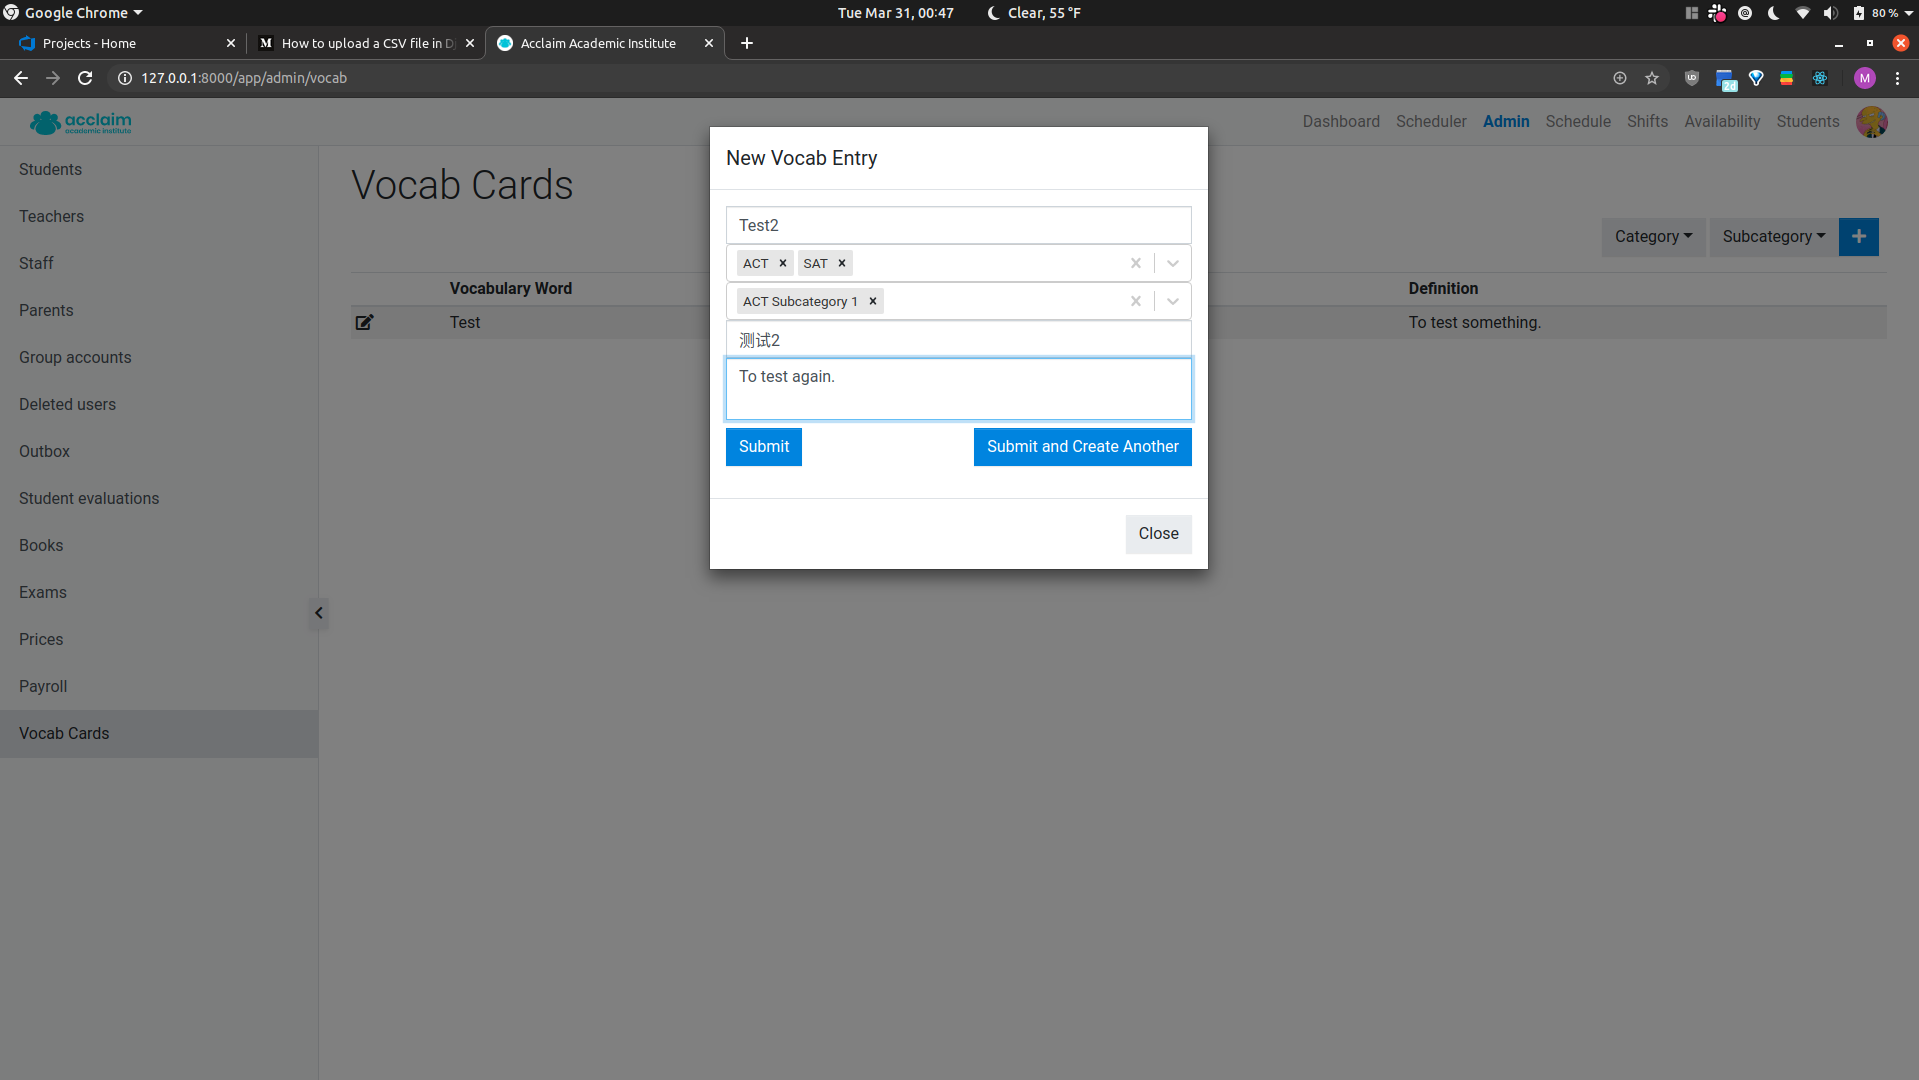 Google Chrome
Tue Mar 31, 00:47
Clear, 55 °F
80 %
Projects - Home
How to upload a CSV file in Dj
Acclaim Academic Institute
127.0.0.1:8000/app/admin/vocab
2d
M
acclaim
academic institute
Dashboard
Scheduler
Admin
Schedule
Shifts
Availability
Students
Students
Teachers
Staff
Parents
Group accounts
Deleted users
Outbox
Student evaluations
Books
Exams
Prices
Payroll
Vocab Cards
Vocab Cards
Category
Subcategory
Vocabulary Word
Definition
Test
To test something.
New Vocab Entry
Test2
ACT
SAT
ACT Subcategory 1
测试2
To test again.
Submit
Submit and Create Another
Close